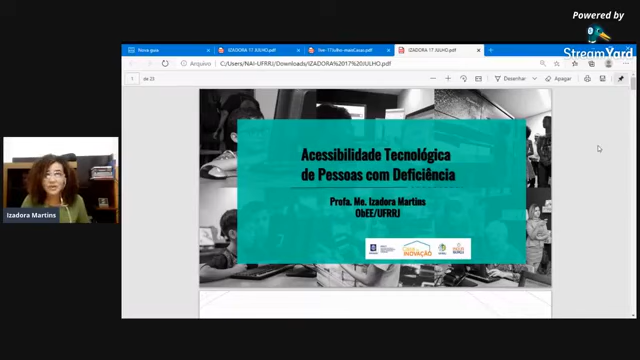 Powered by
StreamYard
Nova guia
IZADORA 17 JULHO.pdf
IZADORA 17 JULHO.pdf
Arquivo
C:/Users/NAI-UFRRJ/Downloads/IZADORA%2017%20JULHO.pdf
1
de 23
Desenhar
Apagar
Acessibilidade Tecnológica
de Pessoas com Deficiência
Profa. Me. Izadora Martins
ObEE/UFRRJ
INOVAÇÃO
Izadora Martins